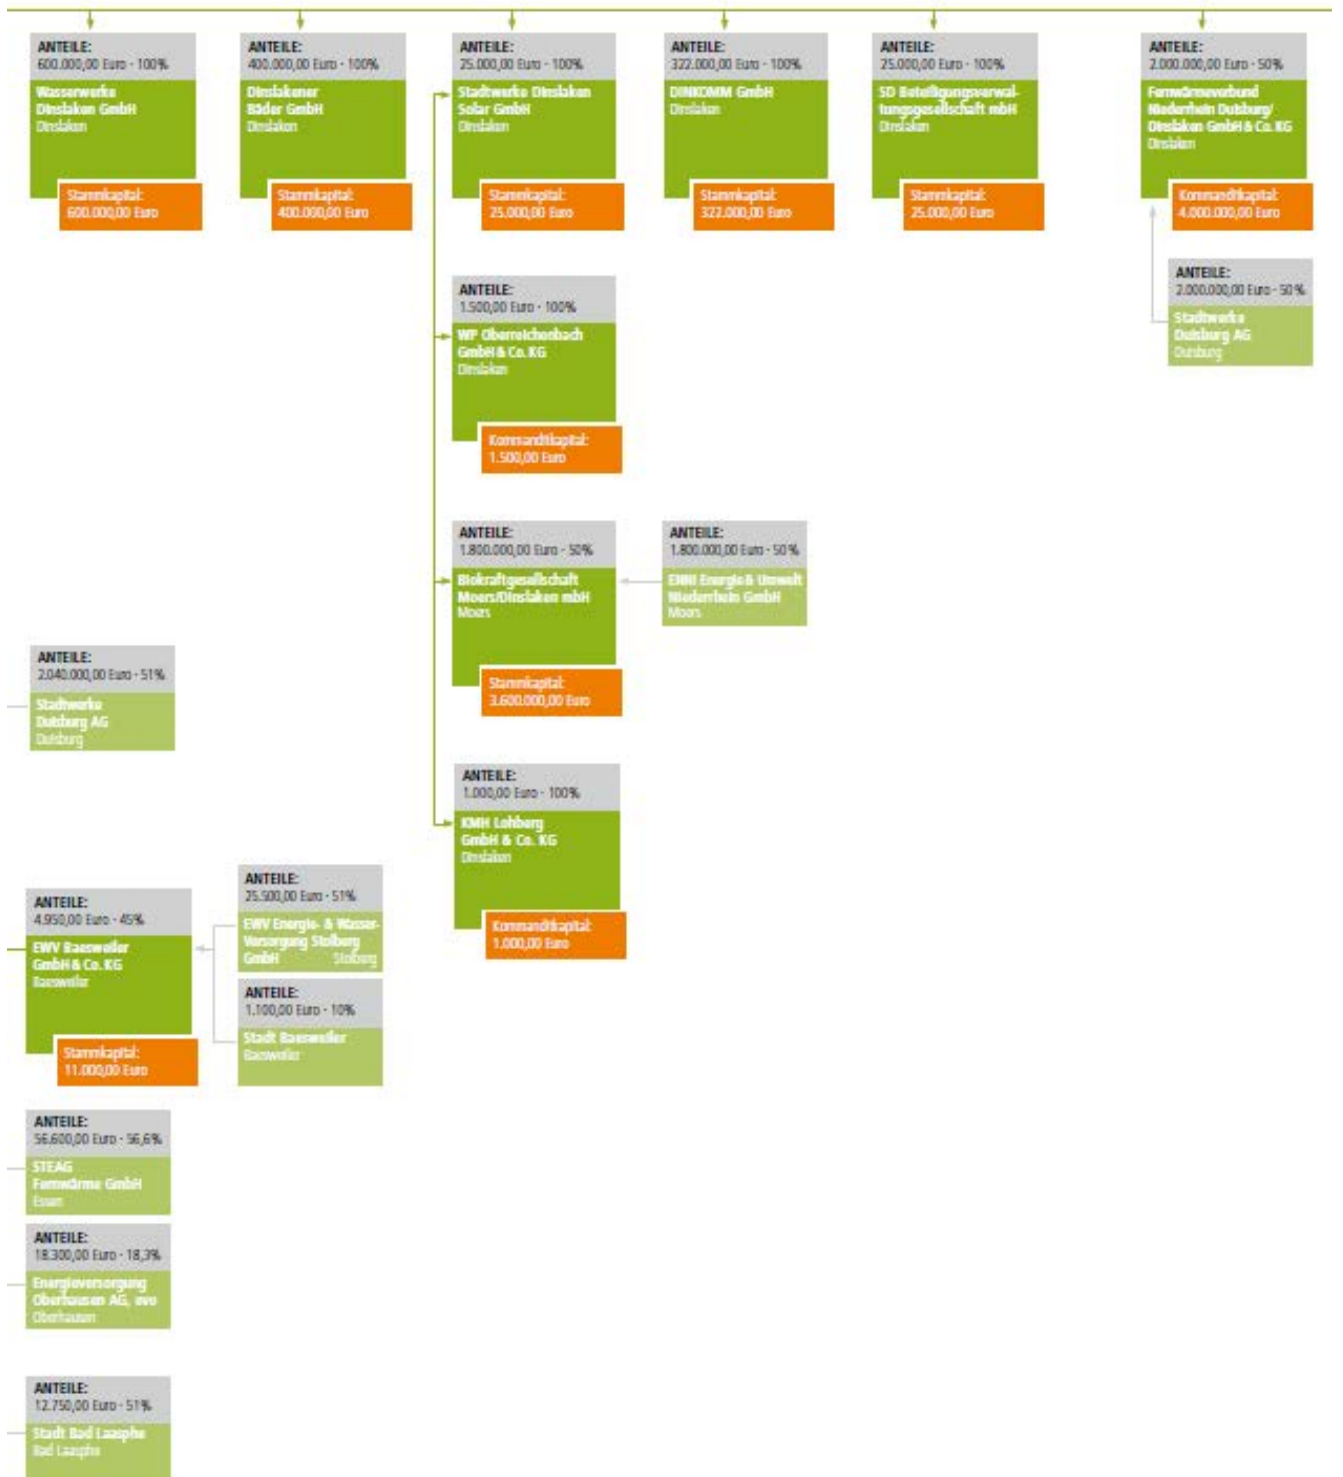 ANTEILE:
600.000,00 Euro - 100%
Wasserwerke
Dinslaken GmbH
Dinslaken
Stammkapital:
600.000,00 Euro
ANTEILE:
400.000,00 Euro - 100%
Dinslakener
Bäder GmbH
Dinslaken
Stammkapital:
400.000,00 Euro
ANTEILE:
25.000,00 Euro - 100%
Stadtwerke Dinslaken
Solar GmbH
Dinslaken
Stammkapital:
25.000,00 Euro
ANTEILE:
322.000,00 Euro - 100%
DINKOMM GmbH
Dinslaken
Stammkapital:
322.000,00 Euro
ANTEILE:
25.000,00 Euro - 100%
SD Beteiligungsverwal-
tungsgesellschaft mbH
Dinslaken
Stammkapital:
25.000,00 Euro
ANTEILE:
2.000.000,00 Euro - 50%
Fernwärmeverbund
Niederrhein Duisburg/
Dinslaken GmbH & Co. KG
Dinslaken
Kommanditkapital:
4.000.000,00 Euro
ANTEILE:
2.000.000,00 Euro - 50%
Stadtwerke
Duisburg AG
Duisburg
ANTEILE:
1.500,00 Euro - 100%
WP Oberreichenbach
GmbH & Co. KG
Dinslaken
Kommanditkapital:
1.500,00 Euro
ANTEILE:
1.800.000,00 Euro - 50%
Biokraftgesellschaft
Moers/Dinslaken mbH
Moers
Stammkapital:
3.600.000,00 Euro
ANTEILE:
1.800.000,00 Euro - 50%
ENNI Energie & Umwelt
Niederrhein GmbH
Moers
ANTEILE:
2.040.000,00 Euro - 51%
Stadtwerke
Duisburg AG
Duisburg
ANTEILE:
1.000,00 Euro - 100%
KMH Lohberg
GmbH & Co. KG
Dinslaken
Kommanditkapital:
1.000,00 Euro
ANTEILE:
4.950,00 Euro - 45%
EWV Baesweiler
GmbH & Co. KG
Baesweiler
Stammkapital:
11.000,00 Euro
ANTEILE:
25.500,00 Euro - 51%
EWV Energie- & Wasser-
Versorgung Stolberg
GmbH Stolberg
ANTEILE:
1.100,00 Euro - 10%
Stadt Baesweiler
Baesweiler
ANTEILE:
56.600,00 Euro - 56,6%
STEAG
Fernwärme GmbH
Essen
ANTEILE:
18.300,00 Euro - 18,3%
Energieversorgung
Oberhausen AG, evo
Oberhausen
ANTEILE:
12.750,00 Euro - 51%
Stadt Bad Laasphe
Bad Laasphe